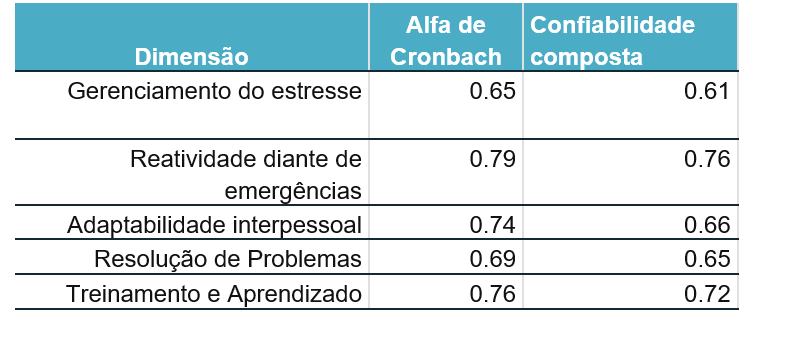 Dimensão
Alfa de
Cronbach
Confiabilidade
composta
Gerenciamento do estresse 0.65 0.61
Reatividade diante de
emergências
0.79 0.76
Adaptabilidade interpessoal 0.74 0.66
Resolução de Problemas 0.69 0.65
Treinamento e Aprendizado 0.76 0.72